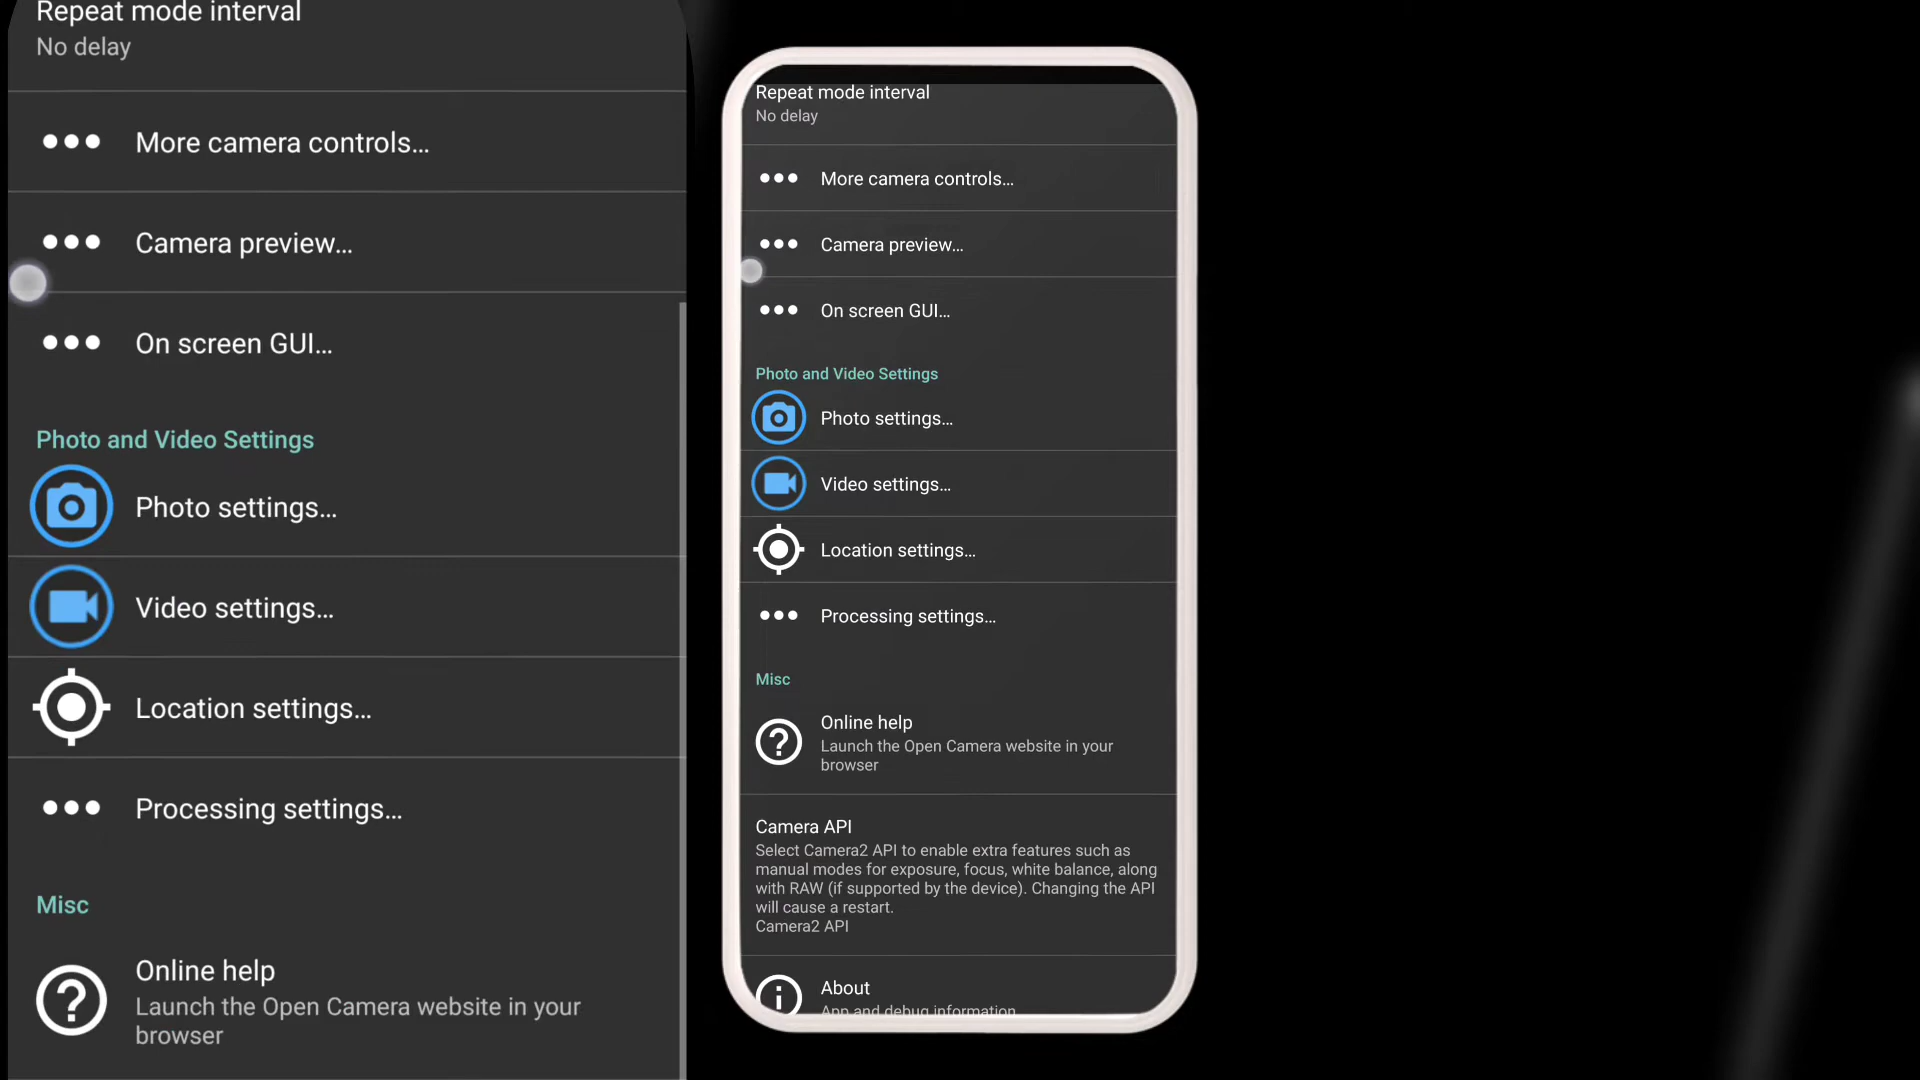 Repeat mode interval
No delay
More camera controls...
Camera preview...
On screen GUI...
Photo and Video Settings
Photo settings...
Video settings...
Location settings...
Processing settings...
Misc
Online help
Launch the Open Camera website in your
browser
Repeat mode interval
No delay
More camera controls...
Camera preview...
On screen GUI...
Photo and Video Settings
Photo settings...
Video settings...
Location settings...
Processing settings...
Misc
Online help
Launch the Open Camera website in your
browser
Camera API
Select Camera2 API to enable extra features such as
manual modes for exposure, focus, white balance, along
with RAW (if supported by the device). Changing the API
will cause a restart.
Camera2 API
About
App and debug information